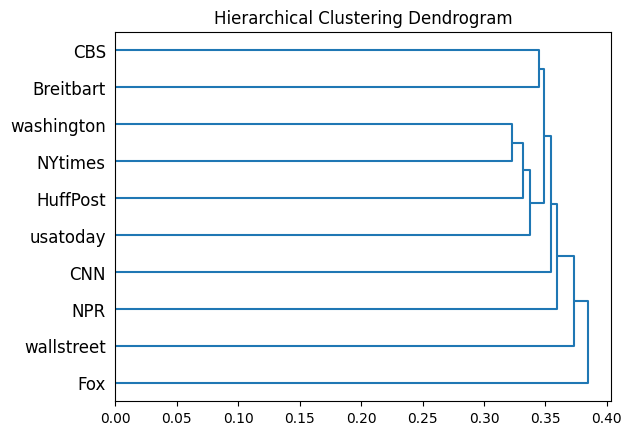 Hierarchical Clustering Dendrogram
CBS
Breitbart
washington
NYtimes
HuffPost
usatoday
CNN
NPR
wallstreet
Fox
0.00 0.05 0.10 0.15 0.20 0.25 0.30 0.35 0.40